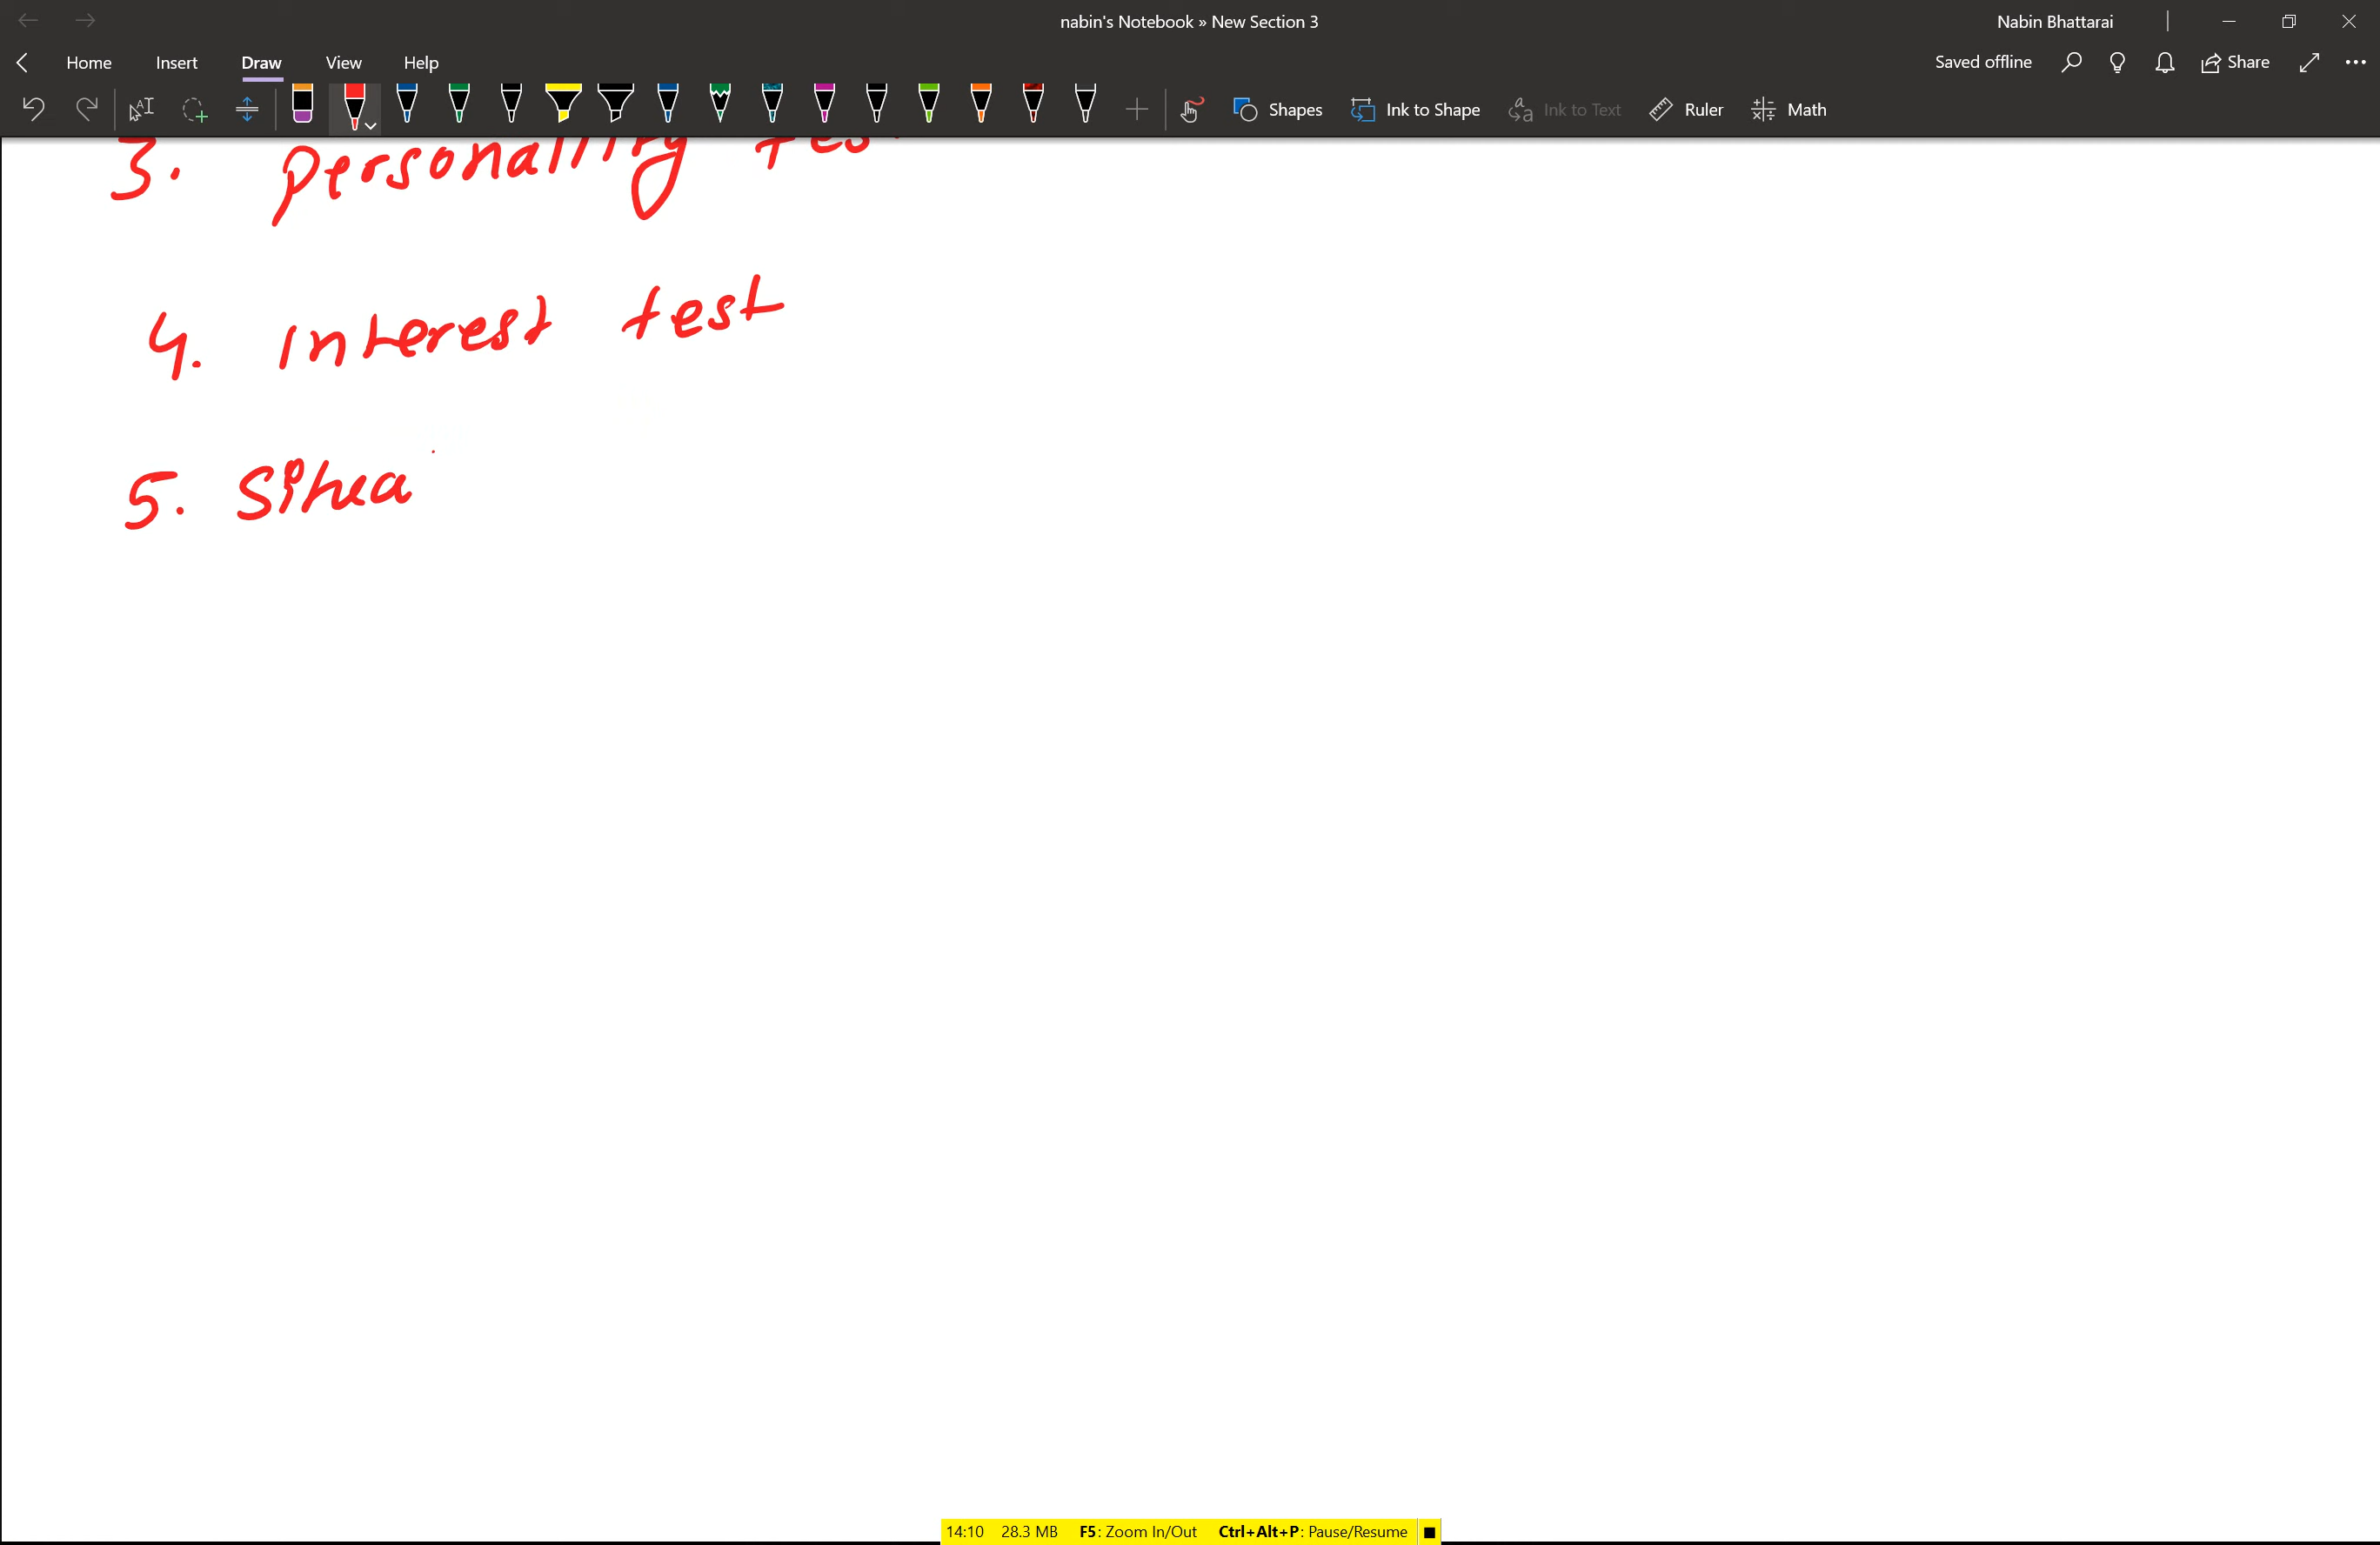 nabin's Notebook » New Section 3
Nabin Bhattarai
Home Insert Draw View Help
Saved offline
Share
Shapes Ink to Shape Ink to Text Ruler Math
3. personality tes
4. interest test
5. Situa
14:10 28.3 MB F5: Zoom In/Out Ctrl+Alt+P: Pause/Resume